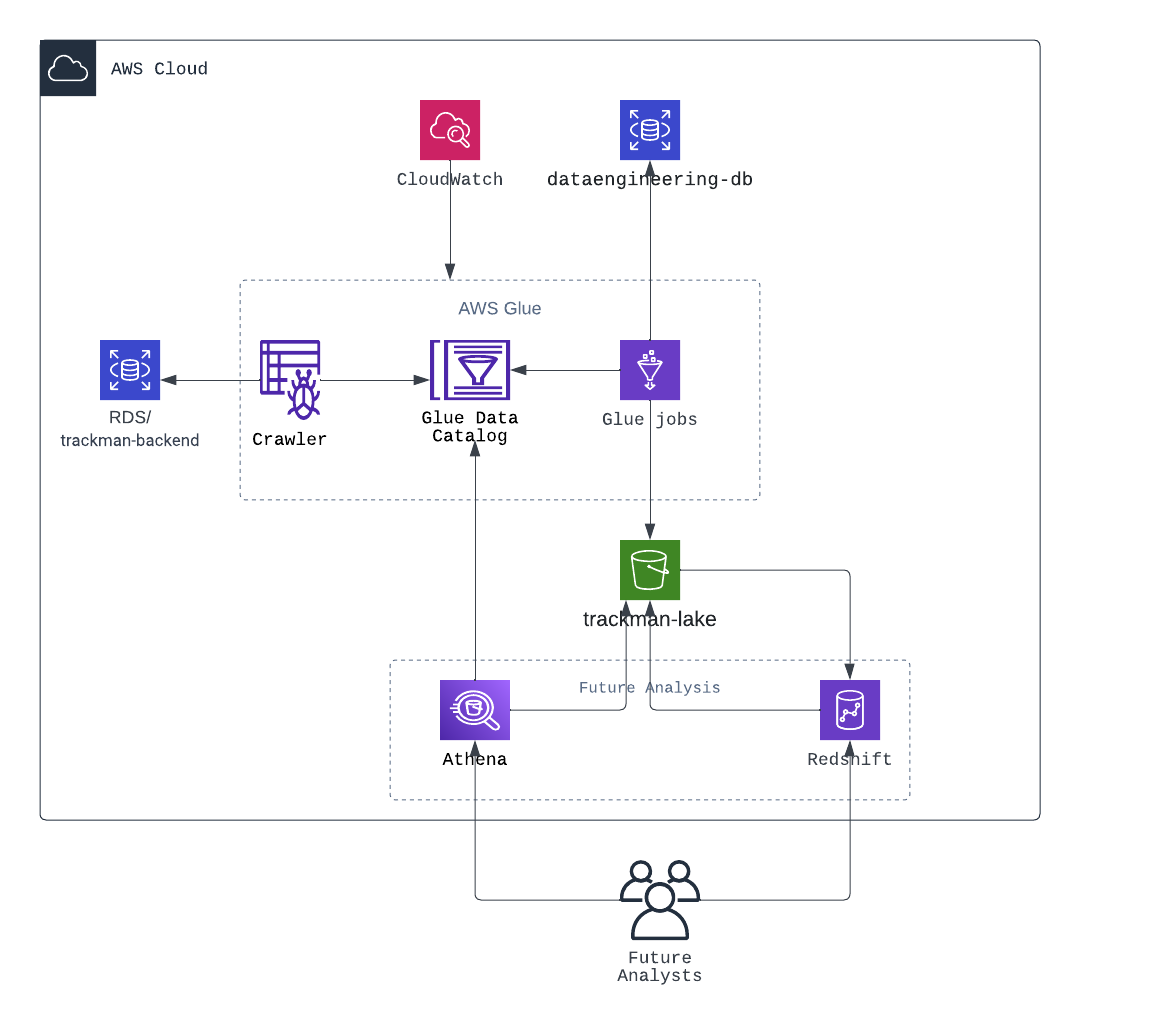 AWS Cloud
CloudWatch
dataengineering-db
AWS Glue
RDS/
trackman-backend
Crawler
Glue Data
Catalog
Glue jobs
trackman-lake
Future Analysis
Athena
Redshift
Future
Analysts